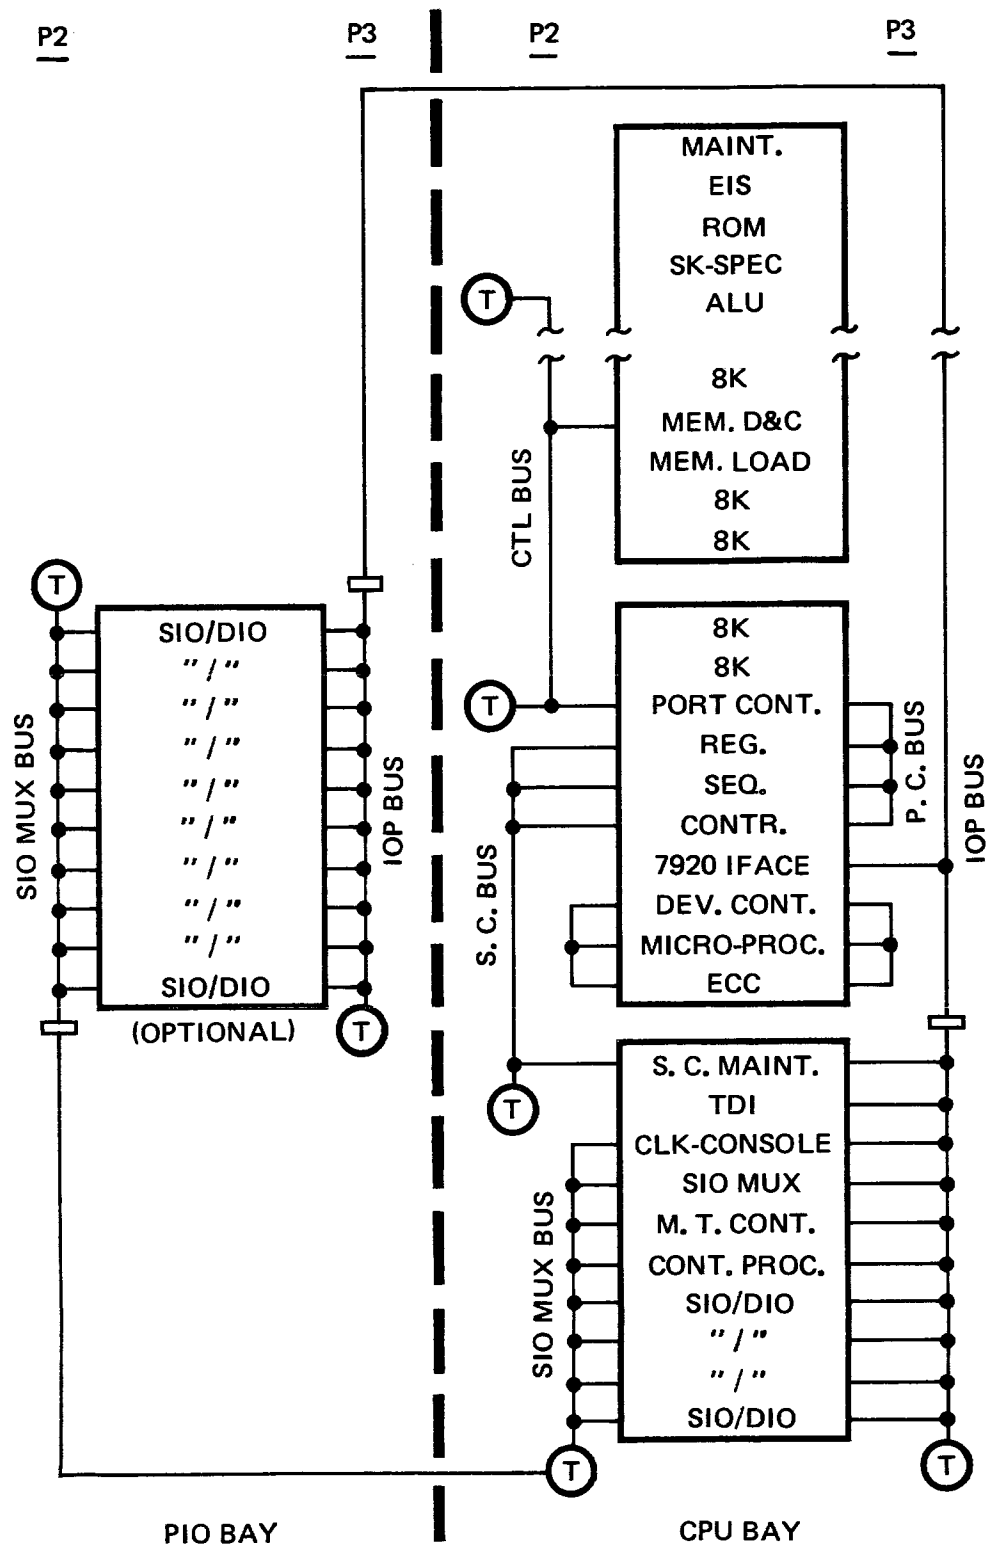 P2
P3
P2
P3
MAINT.
EIS
ROM
SK-SPEC
ALU
T
8K
MEM. D&C
MEM. LOAD
8K
8K
CTL BUS
T
SIO/DIO
" / "
" / "
" / "
" / "
" / "
" / "
" / "
" / "
SIO/DIO
(OPTIONAL)
SIO MUX BUS
IOP BUS
T
8K
8K
PORT CONT.
REG.
SEQ.
CONTR.
7920 IFACE
DEV. CONT.
MICRO-PROC.
ECC
T
S. C. BUS
P. C. BUS
IOP BUS
S. C. MAINT.
TDI
CLK-CONSOLE
SIO MUX
M. T. CONT.
CONT. PROC.
SIO/DIO
" / "
" / "
SIO/DIO
T
SIO MUX BUS
T
T
PIO BAY
CPU BAY